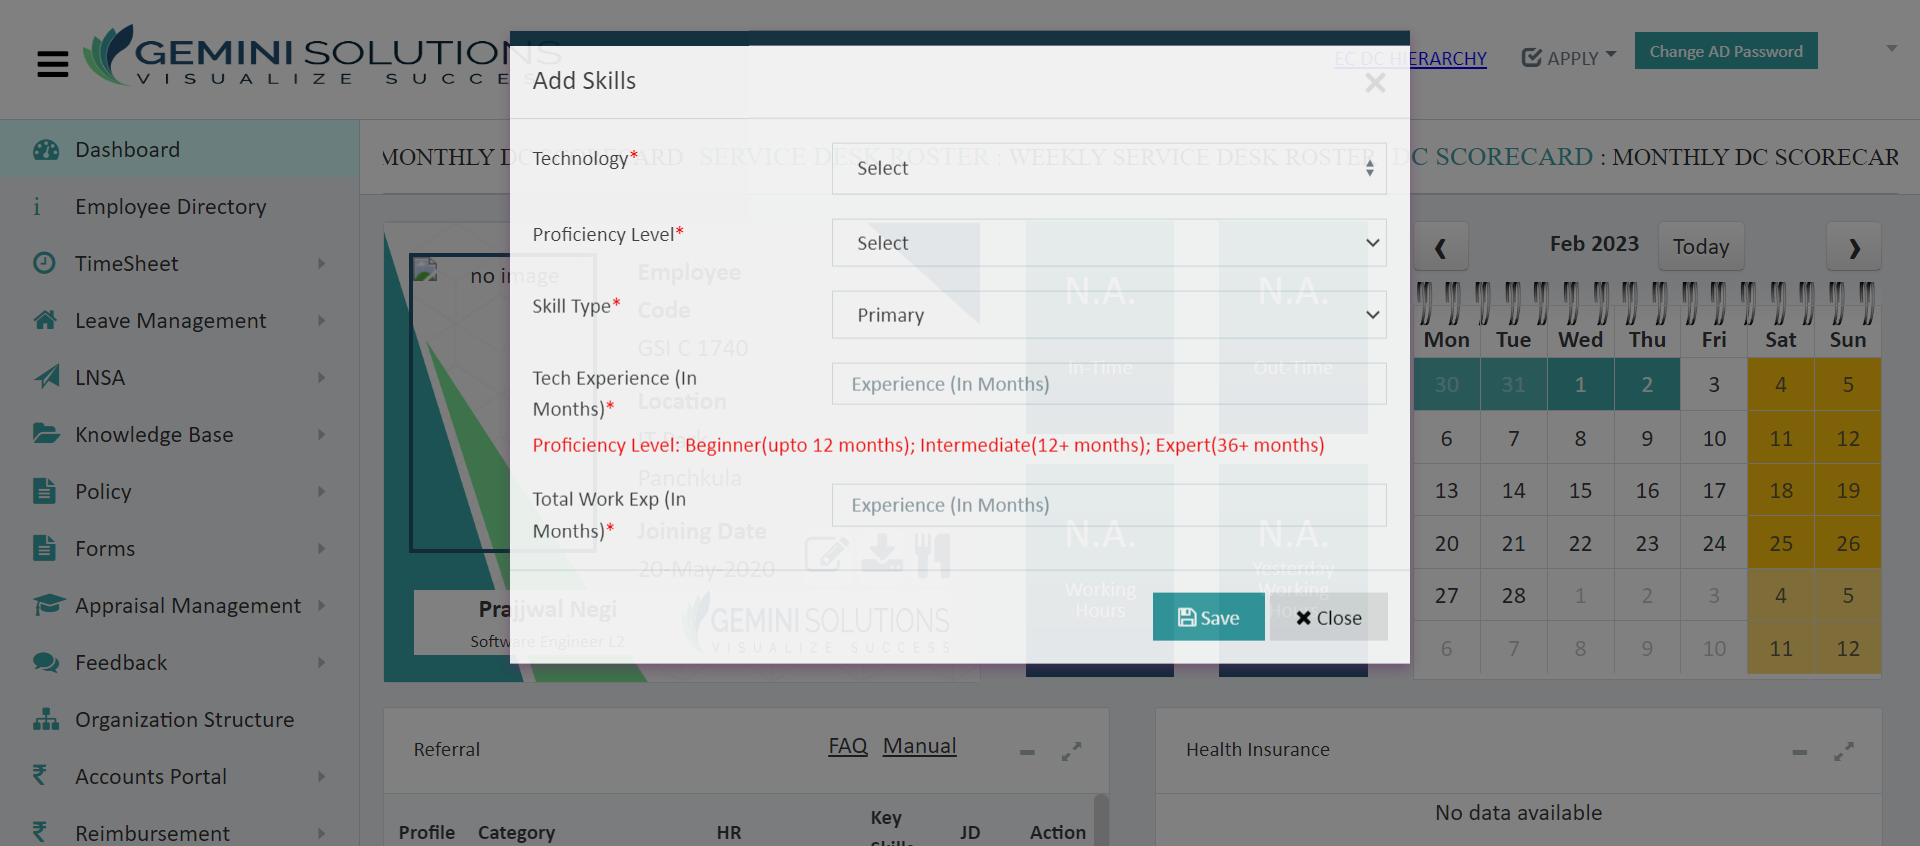 GEMINI SOLUTIONS
VISUALIZE SUCCESS
EC DC HIERARCHY
APPLY
Change AD Password
Dashboard
Employee Directory
TimeSheet
Leave Management
LNSA
Knowledge Base
Policy
Forms
Appraisal Management
Feedback
Organization Structure
Accounts Portal
Reimbursement
MONTHLY DC SCORECARD SERVICE DESK ROSTER : WEEKLY SERVICE DESK ROSTER DC SCORECARD : MONTHLY DC SCORECAR
Add Skills
Technology*
Select
Proficiency Level*
Select
Skill Type*
Primary
Tech Experience (In
Months)*
Experience (In Months)
Proficiency Level: Beginner(upto 12 months); Intermediate(12+ months); Expert(36+ months)
Total Work Exp (In
Months)*
Experience (In Months)
Save
Close
no image
Employee
Code
GSI C 1740
Location
IT Park
Panchkula
Joining Date
20-May-2020
Prajjwal Negi
Software Engineer L2
GEMINI SOLUTIONS
VISUALIZE SUCCESS
N.A.
In-Time
N.A.
Out-Time
N.A.
Working
Hours
N.A.
Yesterday
Working
Hours
Feb 2023
Today
Mon Tue Wed Thu Fri Sat Sun
30 31 1 2 3 4 5
6 7 8 9 10 11 12
13 14 15 16 17 18 19
20 21 22 23 24 25 26
27 28 1 2 3 4 5
6 7 8 9 10 11 12
Referral
FAQ Manual
Profile Category HR Key Skills JD Action
Health Insurance
No data available